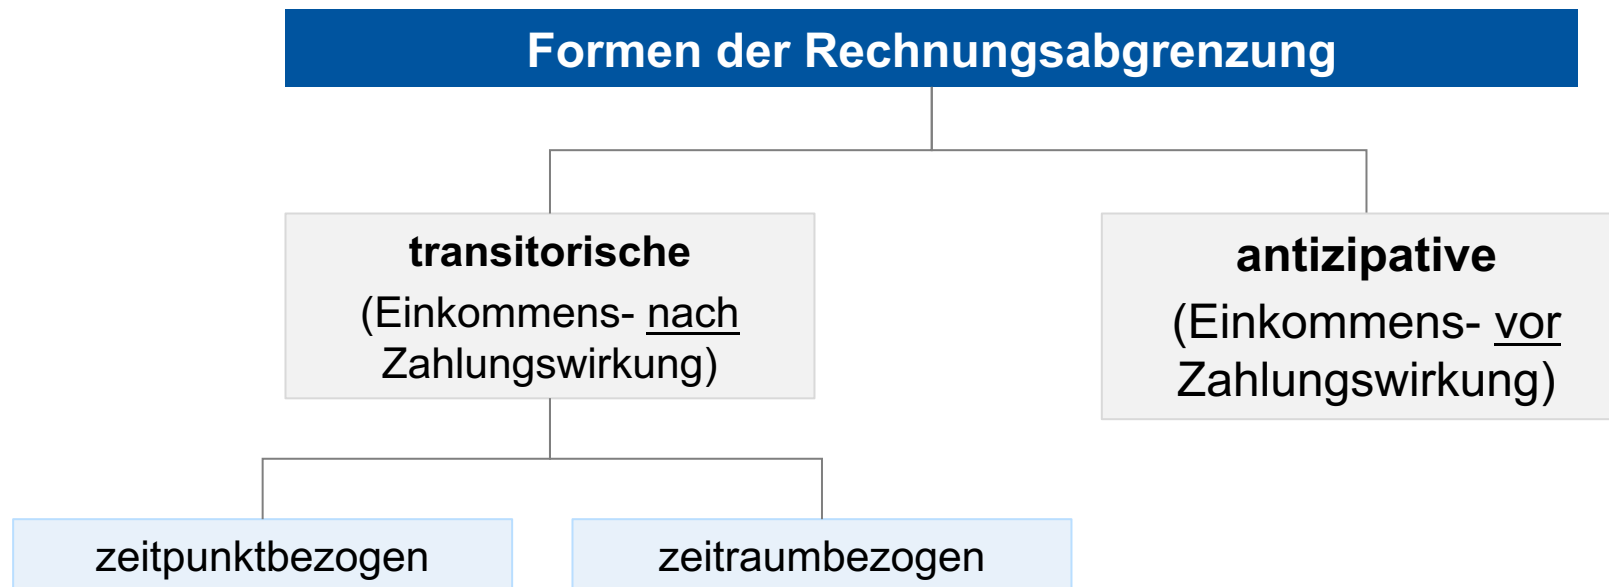 Formen der Rechnungsabgrenzung
transitorische
(Einkommens- nach
Zahlungswirkung)
antizipative
(Einkommens- vor
Zahlungswirkung)
zeitpunktbezogen
zeitraumbezogen